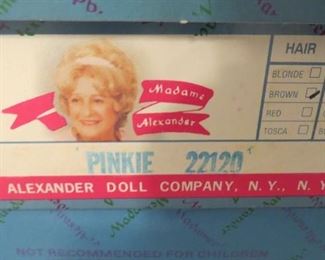 HAIR
BLONDE
BROWN
RED
TOSCA
Madame
Alexander
PINKIE 22120
ALEXANDER DOLL COMPANY, N. Y., N. Y
NOT RECOMMENDED FOR CHILDREN